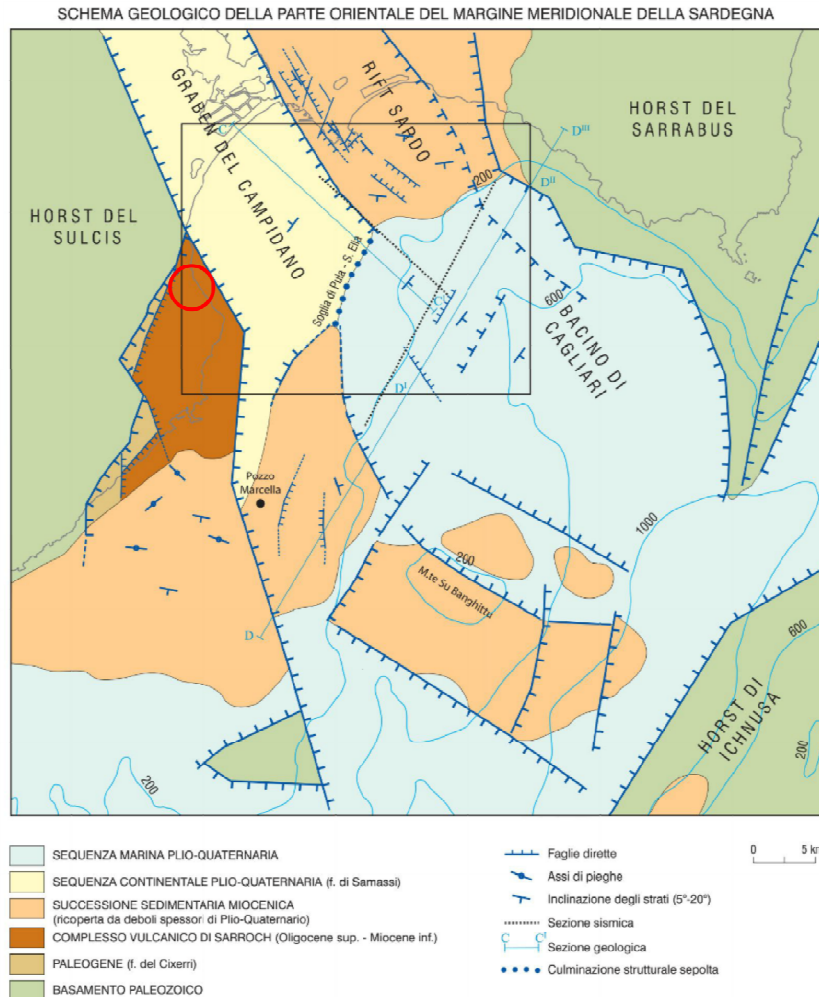 SCHEMA GEOLOGICO DELLA PARTE ORIENTALE DEL MARGINE MERIDIONALE DELLA SARDEGNA
GRABEN DEL CAMPIDANO
RIFT SARDO
HORST DEL
SARRABUS
HORST DEL
SULCIS
C
D III
D II
200
Soglia di Pula - S. Elia
600
BACINO DI
CAGLIARI
C I
D I
Pozzo
Marcella
1000
200
M.te Su Banghittu
D
600
HORST DI
ICHNUSA
200
200
SEQUENZA MARINA PLIO-QUATERNARIA
SEQUENZA CONTINENTALE PLIO-QUATERNARIA (f. di Samassi)
SUCCESSIONE SEDIMENTARIA MIOCENICA
(ricoperta da deboli spessori di Plio-Quaternario)
COMPLESSO VULCANICO DI SARROCH (Oligocene sup. - Miocene inf.)
PALEOGENE (f. del Cixerri)
BASAMENTO PALEOZOICO
Faglie dirette
Assi di pieghe
Inclinazione degli strati (5°-20°)
Sezione sismica
C C I
Sezione geologica
Culminazione strutturale sepolta
0 5 km